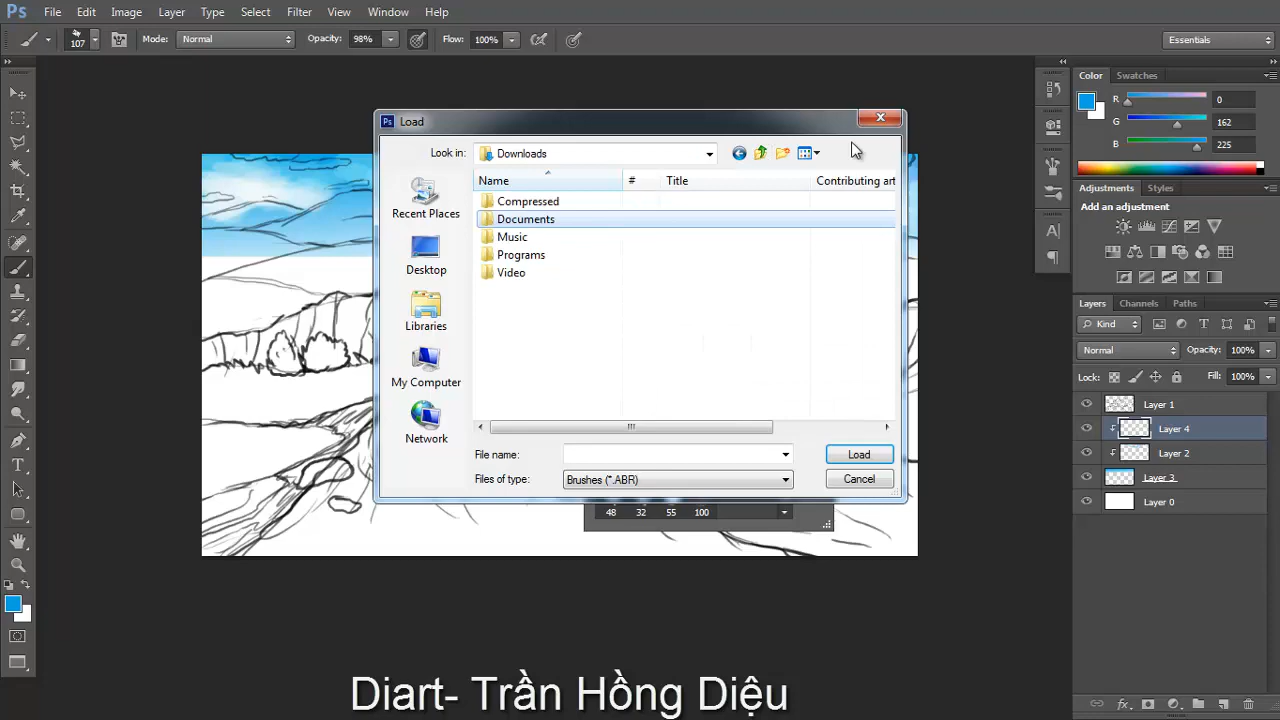 Ps File Edit Image Layer Type Select Filter View Window Help
107 Mode: Normal Opacity: 98% Flow: 100% Essentials
Color Swatches
R 0
G 162
B 225
Adjustments Styles
Add an adjustment
Layers Channels Paths
Kind
Normal Opacity: 100%
Lock: Fill: 100%
Layer 1
Layer 4
Layer 2
Layer 3
Layer 0
Ps Load
Look in: Downloads
Name # Title Contributing art
Compressed
Documents
Music
Programs
Video
Recent Places
Desktop
Libraries
My Computer
Network
File name: Load
Files of type: Brushes (*.ABR) Cancel
48 32 55 100
Diart- Trần Hồng Diệu